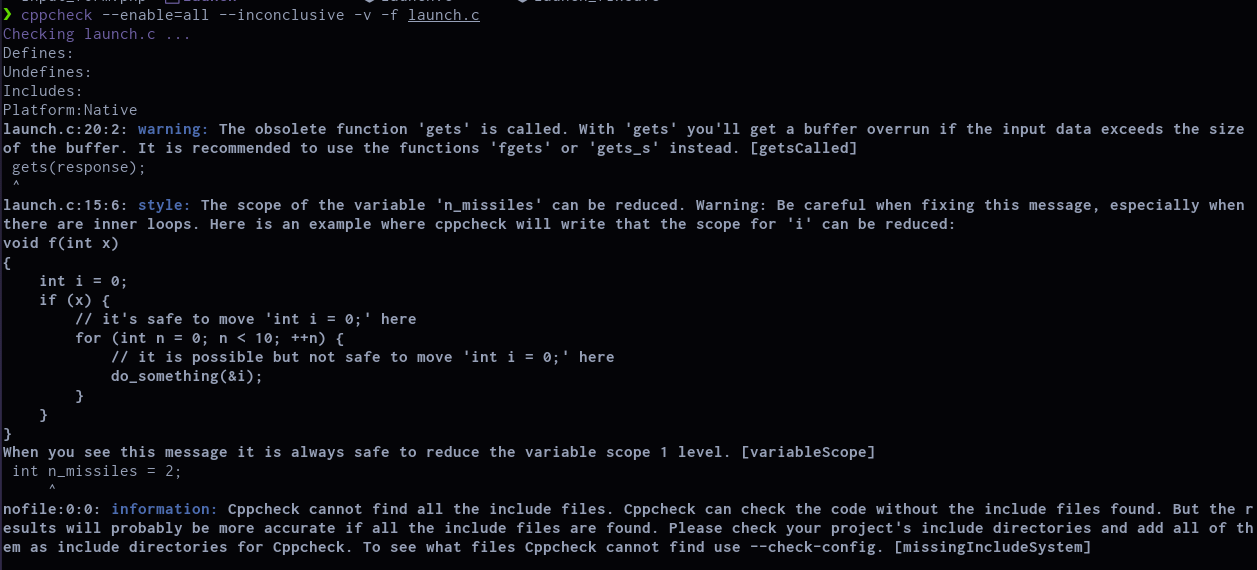 ❯ cppcheck --enable=all --inconclusive -v -f launch.c
Checking launch.c ...
Defines:
Undefines:
Includes:
Platform:Native
launch.c:20:2: warning: The obsolete function 'gets' is called. With 'gets' you'll get a buffer overrun if the input data exceeds the size
of the buffer. It is recommended to use the functions 'fgets' or 'gets_s' instead. [getsCalled]
 gets(response);
 ^
launch.c:15:6: style: The scope of the variable 'n_missiles' can be reduced. Warning: Be careful when fixing this message, especially when
there are inner loops. Here is an example where cppcheck will write that the scope for 'i' can be reduced:
void f(int x)
{
    int i = 0;
    if (x) {
        // it's safe to move 'int i = 0;' here
        for (int n = 0; n < 10; ++n) {
            // it is possible but not safe to move 'int i = 0;' here
            do_something(&i);
        }
    }
}
When you see this message it is always safe to reduce the variable scope 1 level. [variableScope]
 int n_missiles = 2;
     ^
nofile:0:0: information: Cppcheck cannot find all the include files. Cppcheck can check the code without the include files found. But the r
esults will probably be more accurate if all the include files are found. Please check your project's include directories and add all of th
em as include directories for Cppcheck. To see what files Cppcheck cannot find use --check-config. [missingIncludeSystem]